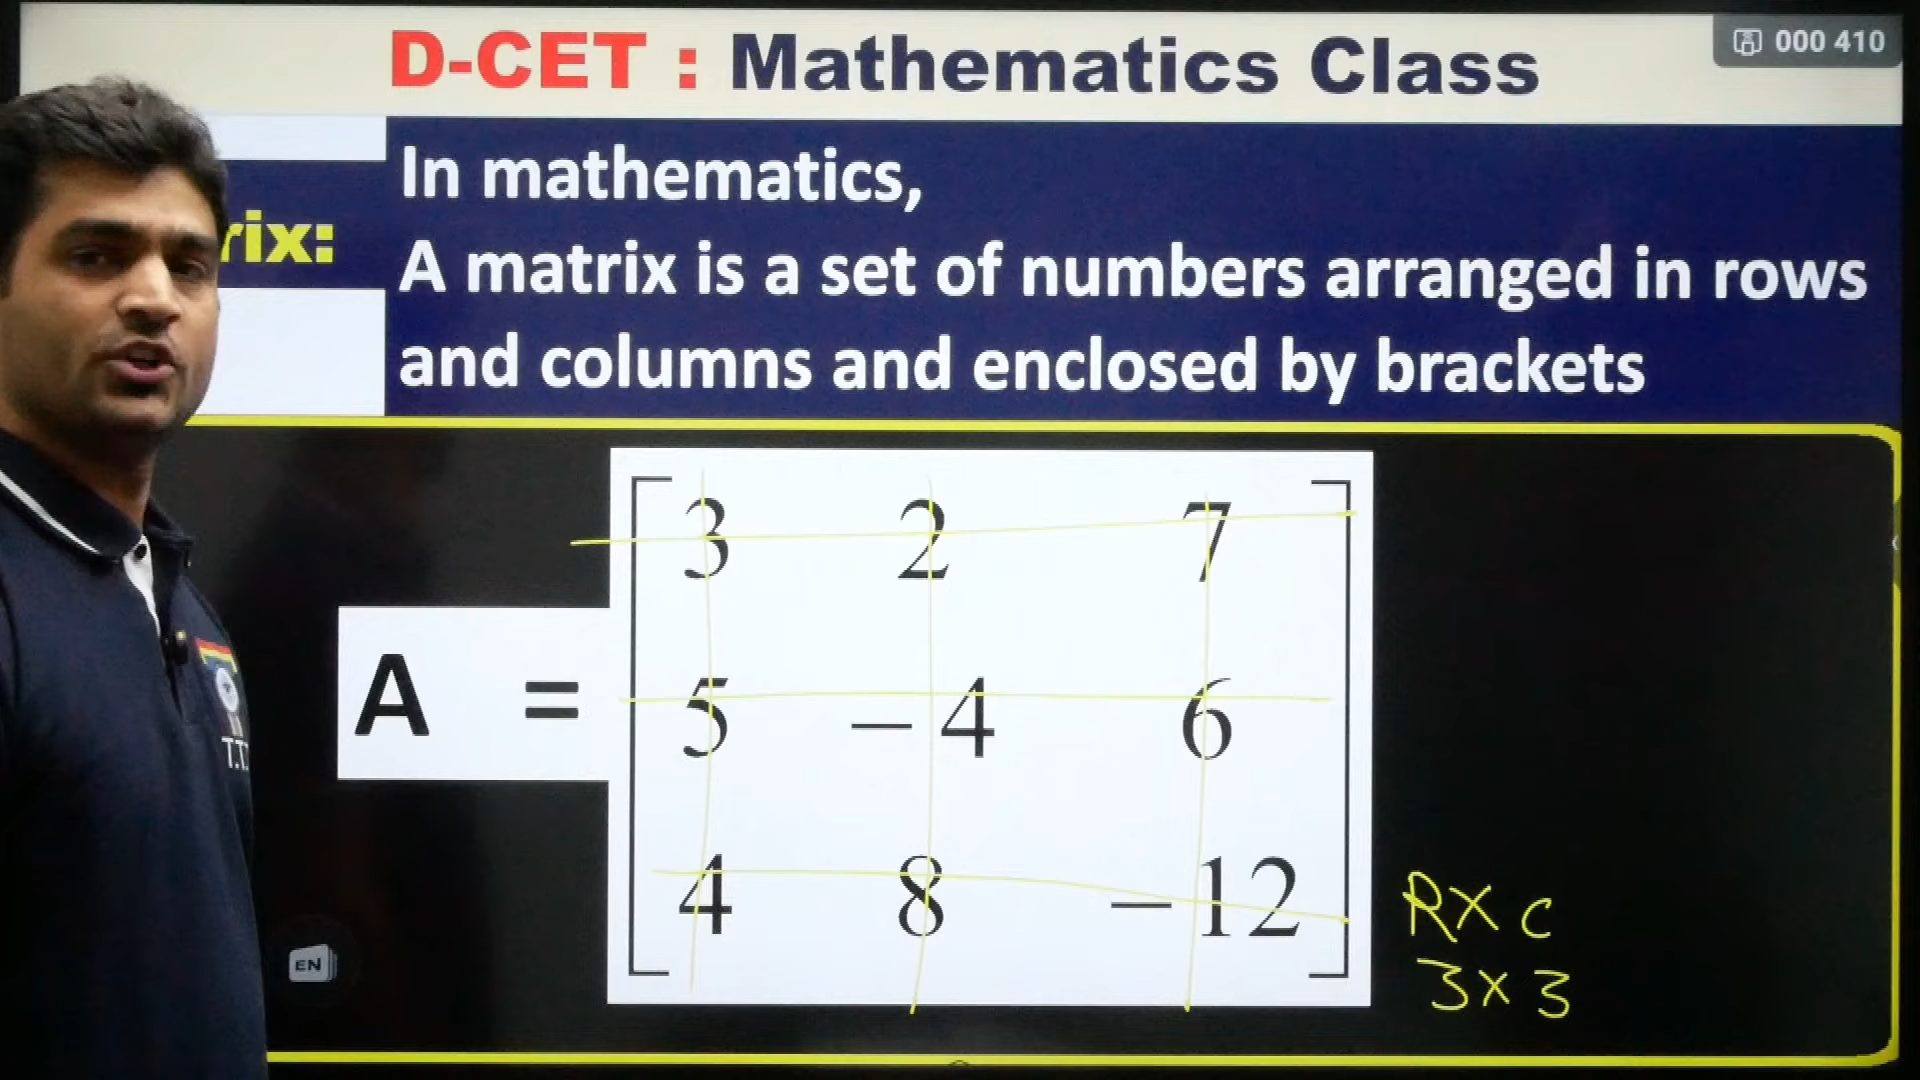 D-CET : Mathematics Class
000 410
In mathematics,
rix:
A matrix is a set of numbers arranged in rows
and columns and enclosed by brackets
3 2 7
A = 5 − 4 6
4 8 −12
R X C
3 X 3
EN